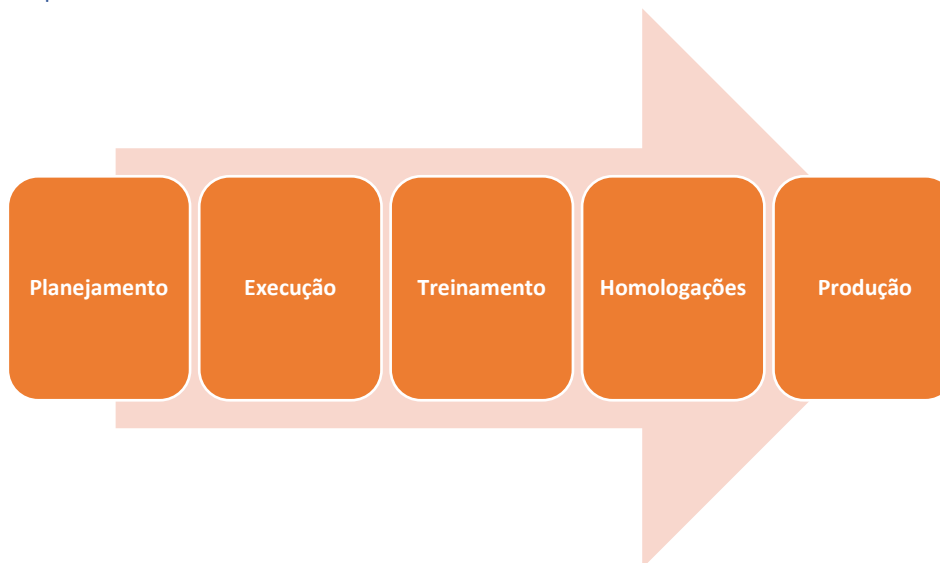 Planejamento
Execução
Treinamento
Homologações
Produção